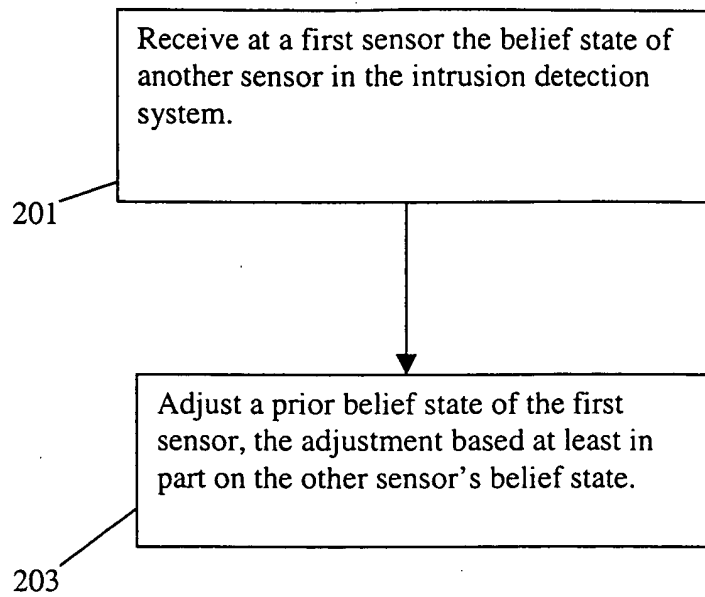 Receive at a first sensor the belief state of
another sensor in the intrusion detection
system.
201
Adjust a prior belief state of the first
sensor, the adjustment based at least in
part on the other sensor's belief state.
203